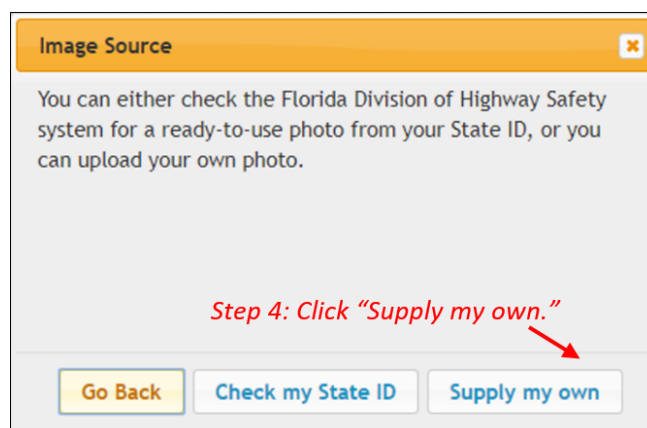 Image Source
You can either check the Florida Division of Highway Safety
system for a ready-to-use photo from your State ID, or you
can upload your own photo.
Step 4: Click “Supply my own.”
Go Back Check my State ID Supply my own